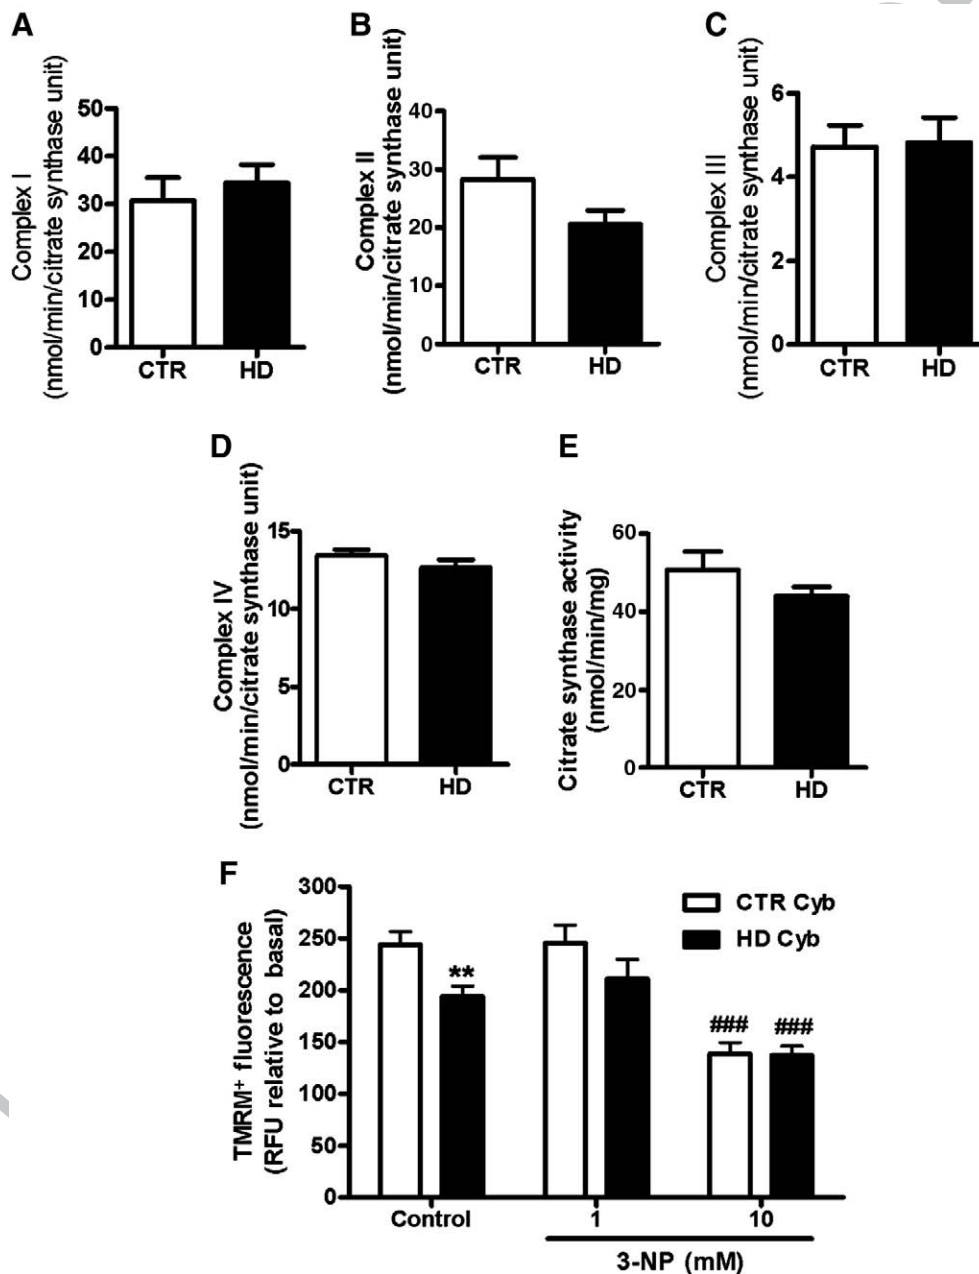 A
Complex I
(nmol/min/citrate synthase unit)
50
40
30
20
10
0
CTR HD
B
Complex II
(nmol/min/citrate synthase unit)
40
30
20
10
0
CTR HD
C
Complex III
(nmol/min/citrate synthase unit)
6
4
2
0
CTR HD
D
Complex IV
(nmol/min/citrate synthase unit)
15
10
5
0
CTR HD
E
Citrate synthase activity
(nmol/min/mg)
60
40
20
0
CTR HD
F
TMRM⁺ fluorescence
(RFU relative to basal)
300
250
200
150
100
50
0
CTR Cyb
HD Cyb
**
### ###
Control 1 10
3-NP (mM)